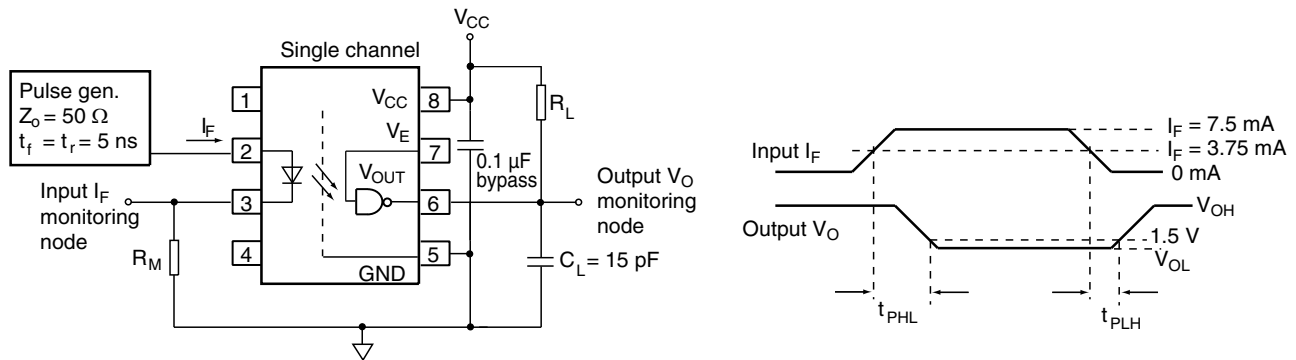 V_CC
Single channel
Pulse gen.
Z_o = 50 Ω
t_f = t_r = 5 ns
I_F
1
2
3
4
V_CC
V_E
V_OUT
GND
8
7
6
5
R_L
0.1 µF
bypass
Input I_F
monitoring
node
R_M
Output V_O
monitoring
node
C_L = 15 pF
Input I_F
I_F = 7.5 mA
I_F = 3.75 mA
0 mA
Output V_O
V_OH
1.5 V
V_OL
t_PHL
t_PLH